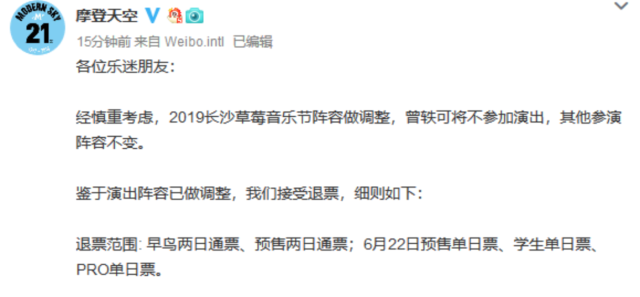 MODERN SKY
21
摩登天空
15分钟前 来自 Weibo.intl 已编辑
各位乐迷朋友：
经慎重考虑，2019长沙草莓音乐节阵容做调整，曾轶可将不参加演出，其他参演
阵容不变。
鉴于演出阵容已做调整，我们接受退票，细则如下：
退票范围: 早鸟两日通票、预售两日通票；6月22日预售单日票、学生单日票、
PRO单日票。